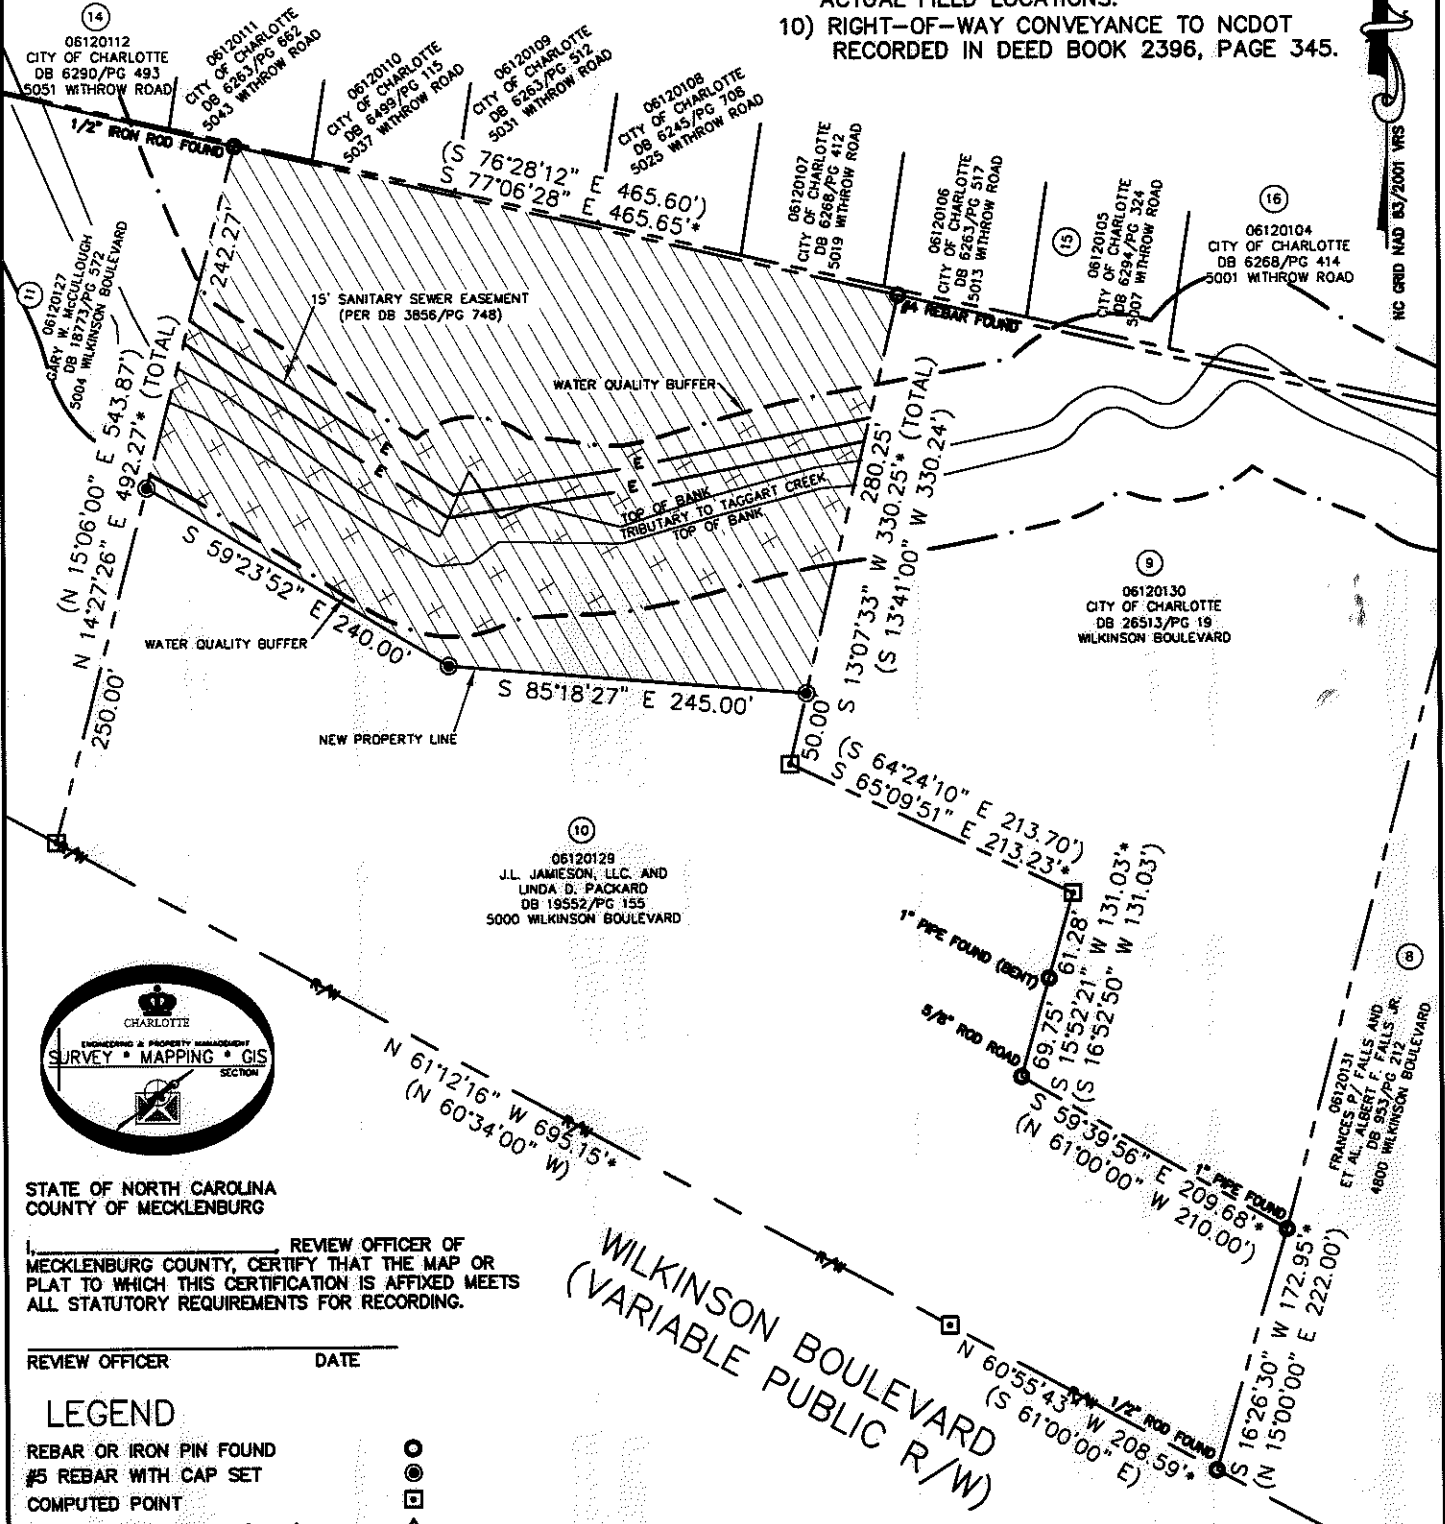 ACTUAL FIELD LOCATIONS.
10) RIGHT-OF-WAY CONVEYANCE TO NCDOT
RECORDED IN DEED BOOK 2396, PAGE 345.
NC GRID NAD 83/2001 VRS
14
06120112
CITY OF CHARLOTTE
DB 6290/PG 493
5051 WITHROW ROAD
06120111
CITY OF CHARLOTTE
DB 6263/PG 662
5043 WITHROW ROAD
06120110
CITY OF CHARLOTTE
DB 6499/PG 115
5037 WITHROW ROAD
06120109
CITY OF CHARLOTTE
DB 6263/PG 512
5031 WITHROW ROAD
06120108
CITY OF CHARLOTTE
DB 6245/PG 708
5025 WITHROW ROAD
06120107
CITY OF CHARLOTTE
DB 6268/PG 412
5019 WITHROW ROAD
06120106
CITY OF CHARLOTTE
DB 6263/PG 517
5013 WITHROW ROAD
15
06120105
CITY OF CHARLOTTE
DB 6294/PG 324
5007 WITHROW ROAD
16
06120104
CITY OF CHARLOTTE
DB 6268/PG 414
5001 WITHROW ROAD
1/2" IRON ROD FOUND
(S 76°28'12" E 465.60')
S 77°06'28" E 465.65'*
#4 REBAR FOUND
11
06120127
GARY W. McCULLOUGH
DB 18773/PG 572
5004 WILKINSON BOULEVARD
242.27'
(N 15°06'00" E 543.87')
N 14°27'26" E 492.27'* (TOTAL)
250.00'
15' SANITARY SEWER EASEMENT
(PER DB 3856/PG 748)
WATER QUALITY BUFFER
E
E
E
E
TOP OF BANK
TRIBUTARY TO TAGGART CREEK
TOP OF BANK
280.25'
S 13°07'33" W 330.25'* (TOTAL)
(S 13°41'00" W 330.24')
50.00'
S 59°23'52" E 240.00'
WATER QUALITY BUFFER
S 85°18'27" E 245.00'
NEW PROPERTY LINE
9
06120130
CITY OF CHARLOTTE
DB 26513/PG 19
WILKINSON BOULEVARD
(S 64°24'10" E 213.70')
S 65°09'51" E 213.23'*
10
06120129
J.L. JAMIESON, LLC. AND
LINDA D. PACKARD
DB 19552/PG 155
5000 WILKINSON BOULEVARD
1" PIPE FOUND (BENT)
61.28'
69.75'
S 15°52'21" W 131.03'*
(S 16°52'50" W 131.03')
5/8" ROD ROAD
8
06120131
FRANCES P/ FALLS AND
ET AL. ALBERT F. FALLS JR.
DB 953/PG 212
4800 WILKINSON BOULEVARD
S 59°39'56" E 209.68'*
(N 61°00'00" W 210.00')
1" PIPE FOUND
R/W
R/W
N 61°12'16" W 695.15'*
(N 60°34'00" W)
R/W
R/W
WILKINSON BOULEVARD
(VARIABLE PUBLIC R/W)
N 60°55'43" W 208.59'*
(S 61°00'00" E)
R/W
1/2" ROD FOUND
S 16°26'30" W 172.95'*
(N 15°00'00" E 222.00')
CHARLOTTE
ENGINEERING & PROPERTY MANAGEMENT
SURVEY * MAPPING * GIS
SECTION
STATE OF NORTH CAROLINA
COUNTY OF MECKLENBURG
I, REVIEW OFFICER OF
MECKLENBURG COUNTY, CERTIFY THAT THE MAP OR
PLAT TO WHICH THIS CERTIFICATION IS AFFIXED MEETS
ALL STATUTORY REQUIREMENTS FOR RECORDING.
REVIEW OFFICER DATE
LEGEND
REBAR OR IRON PIN FOUND
#5 REBAR WITH CAP SET
COMPUTED POINT